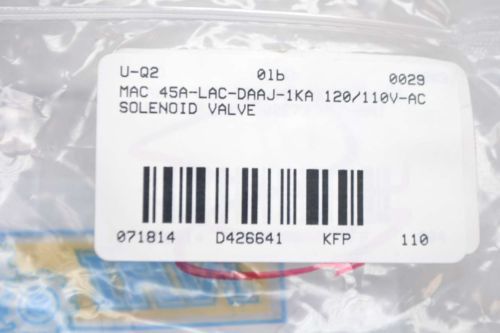 U-Q2 01b 0029
MAC 45A-LAC-DAAJ-1KA 120/110V-AC
SOLENOID VALVE
071814 D426641 KFP 110